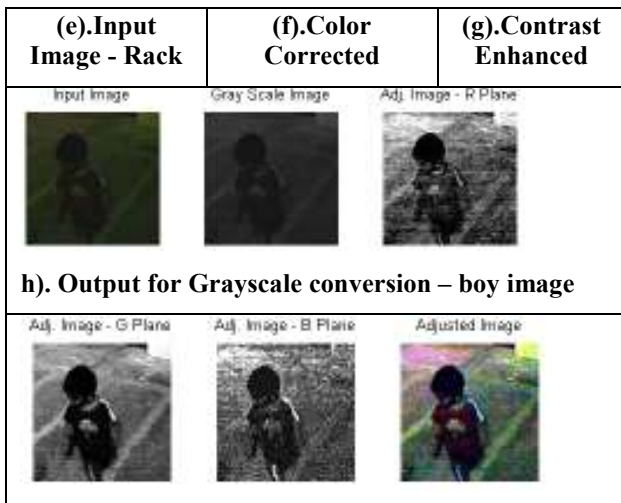 (e).Input
Image - Rack
(f).Color
Corrected
(g).Contrast
Enhanced
Input Image
Gray Scale Image
Adj. Image - R Plane
h). Output for Grayscale conversion – boy image
Adj. Image - G Plane
Adj. Image - B Plane
Adjusted Image